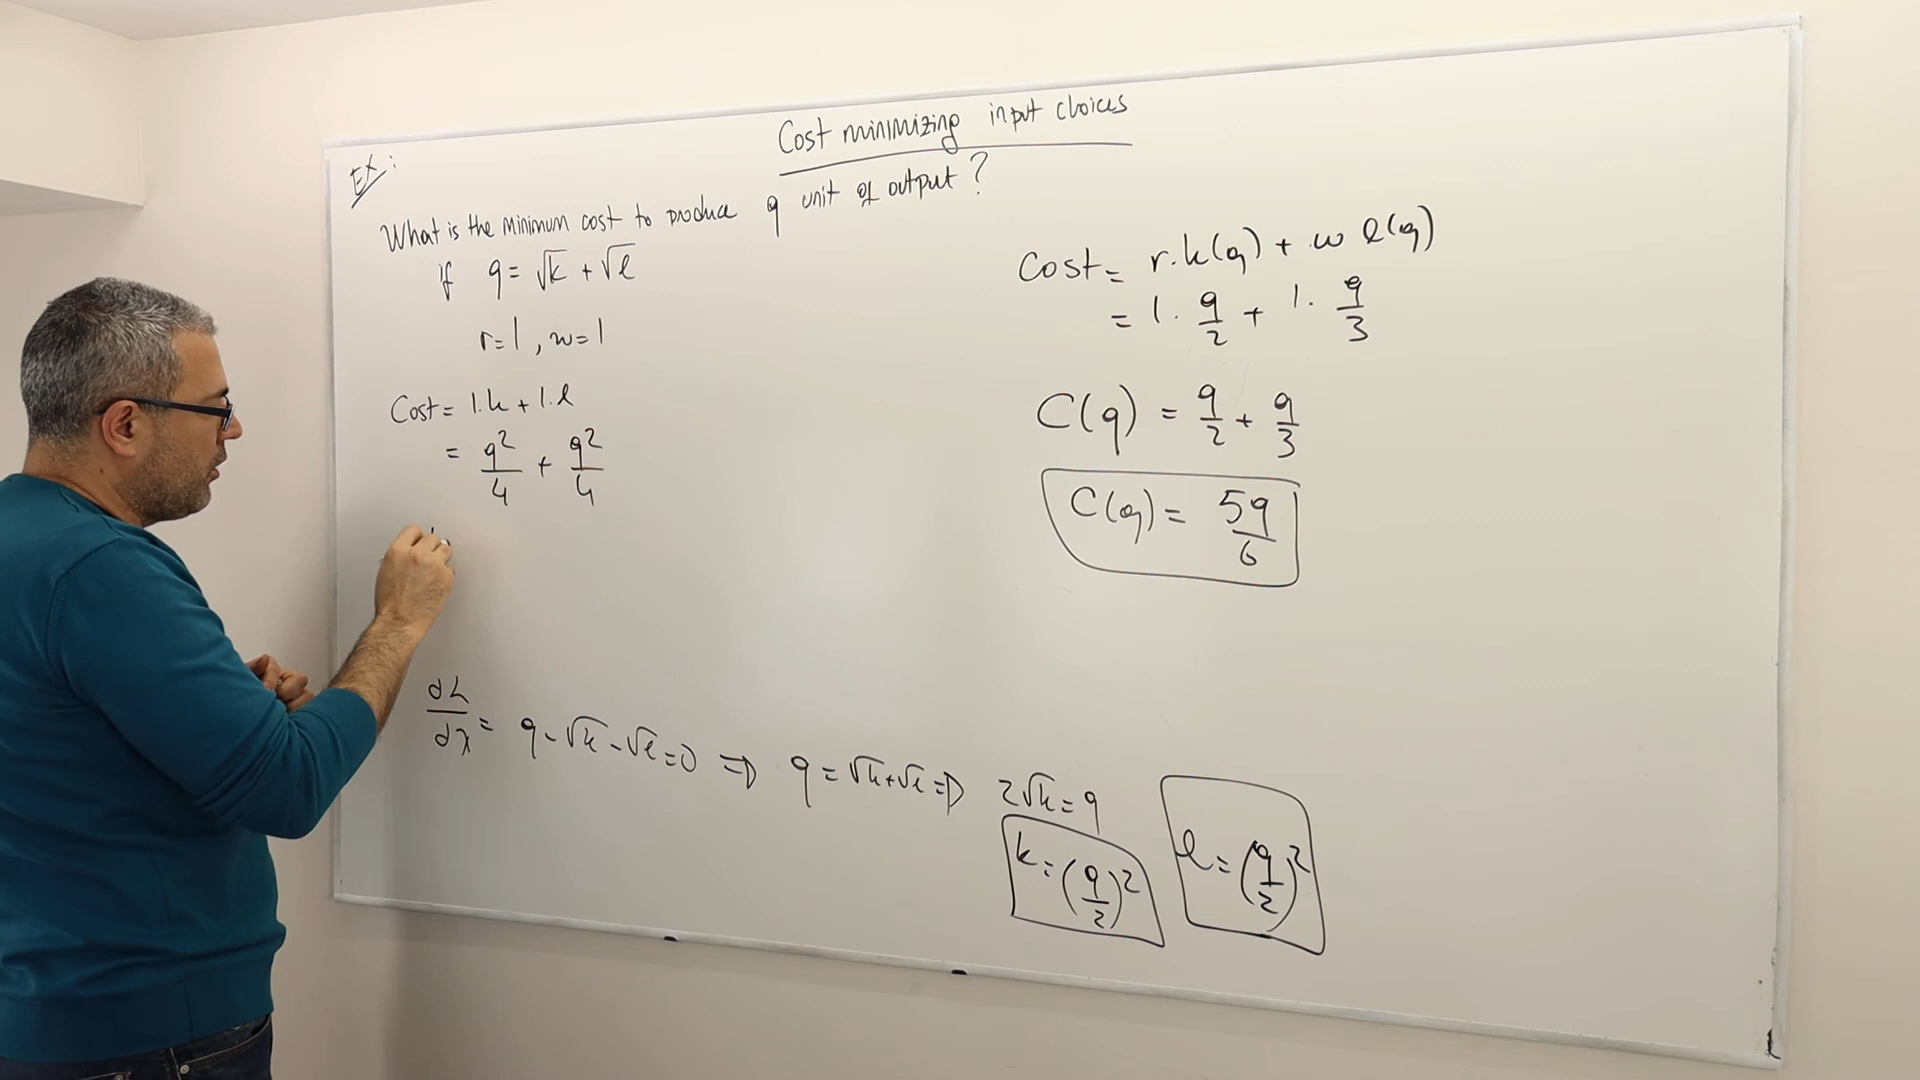 Cost minimizing input choices
Ex:
What is the minimum cost to produce q unit of output?
if q = √k + √l
r=1, w=1
Cost = 1.k + 1.l
= q²/4 + q²/4
dL/dλ = q - √k - √l = 0 ⇒ q = √k + √l ⇒ 2√k = q
k = (q/2)²
l = (q/2)²
Cost = r.k(q) + w l(q)
= 1. q/2 + 1. q/3
C(q) = q/2 + q/3
C(q) = 5q/6